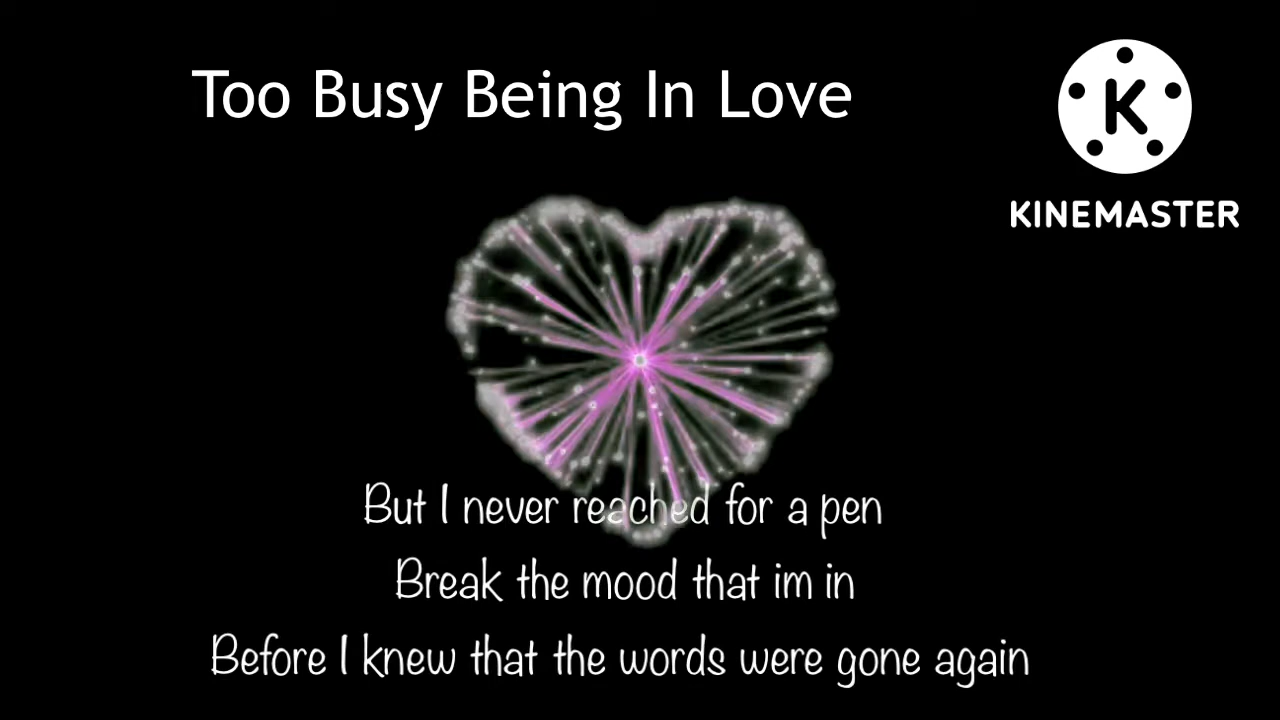 Too Busy Being In Love
K
KINEMASTER
But I never reached for a pen
Break the mood that im in
Before I knew that the words were gone again